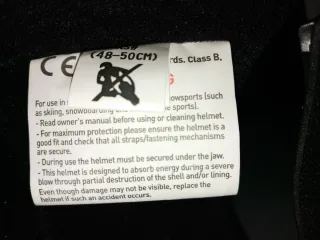 (48-50CM)
CE
rds. Class B.
For use in
owsports (such
as skiing, snowboarding
e sports).
- Read owner's manual before using or cleaning helmet.
- For maximum protection please ensure the helmet is a
good fit and check that all straps/fastening mechanisms
are secure.
- During use the helmet must be secured under the jaw.
- This helmet is designed to absorb energy during a severe
blow through partial destruction of the shell and/or lining.
Even though damage may not be visible, replace the
helmet if such an accident occurs.